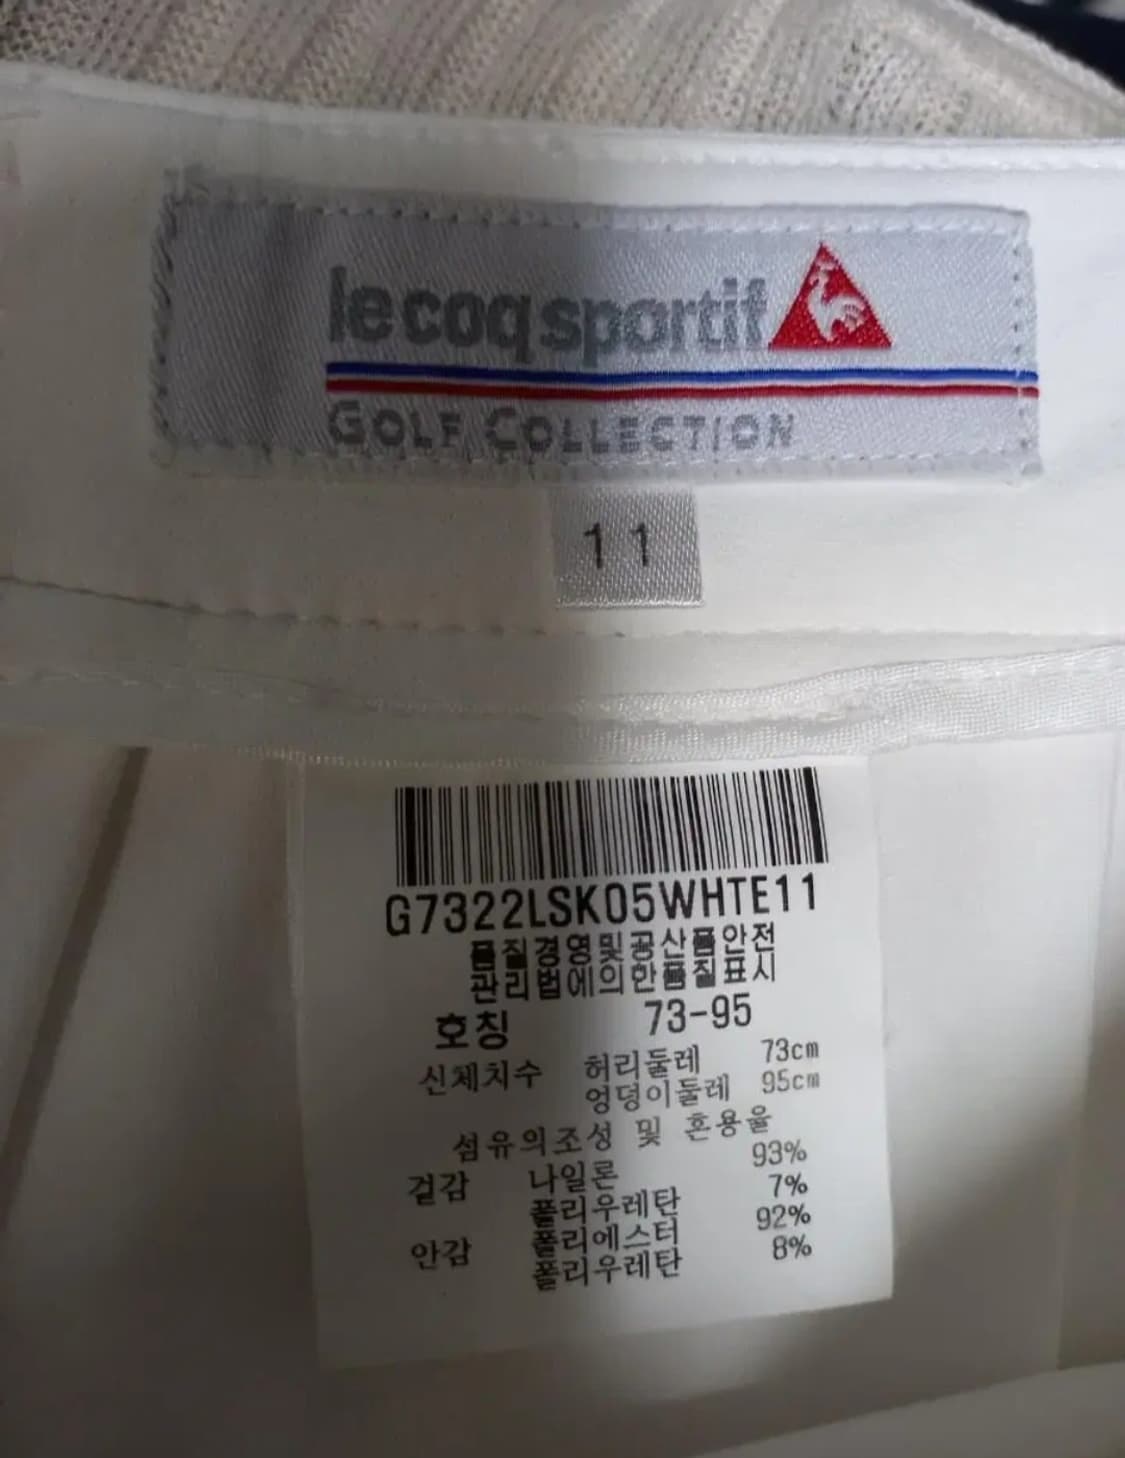 le coq sportif
GOLF COLLECTION
11
G7322LSK05WHTE11
품질경영및공산품안전
관리법에의한품질표시
호칭 73-95
신체치수 허리둘레 73cm
엉덩이둘레 95cm
섬유의조성 및 혼용율
겉감 나일론 93%
폴리우레탄 7%
안감 폴리에스터 92%
폴리우레탄 8%